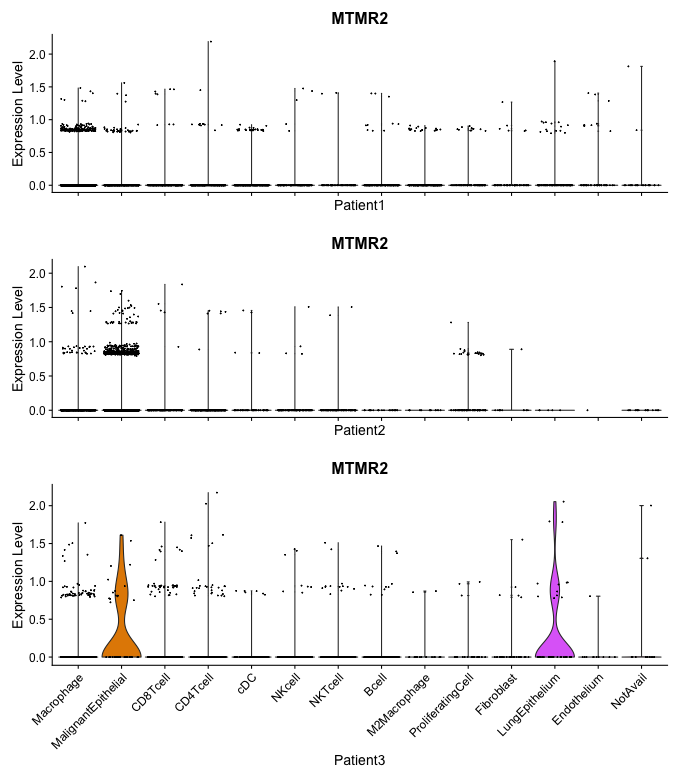 MTMR2
Expression Level
2.0
1.5
1.0
0.5
0.0
Patient1
MTMR2
Expression Level
2.0
1.5
1.0
0.5
0.0
Patient2
MTMR2
Expression Level
2.0
1.5
1.0
0.5
0.0
Macrophage
MalignantEpithelial
CD8Tcell
CD4Tcell
cDC
NKcell
NKTcell
Bcell
M2Macrophage
ProliferatingCell
Fibroblast
LungEpithelium
Endothelium
NotAvail
Patient3